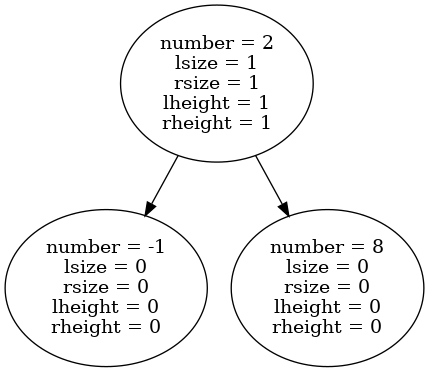 number = 2
lsize = 1
rsize = 1
lheight = 1
rheight = 1
number = -1
lsize = 0
rsize = 0
lheight = 0
rheight = 0
number = 8
lsize = 0
rsize = 0
lheight = 0
rheight = 0